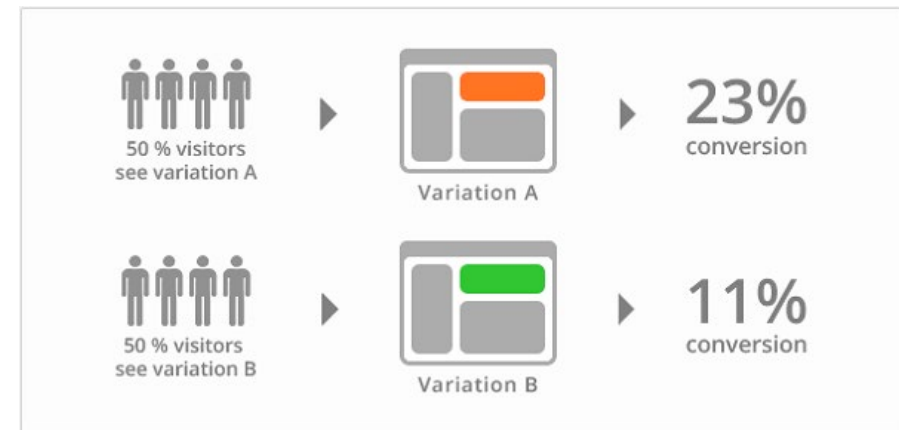 50 % visitors
see variation A
Variation A
23%
conversion
50 % visitors
see variation B
Variation B
11%
conversion